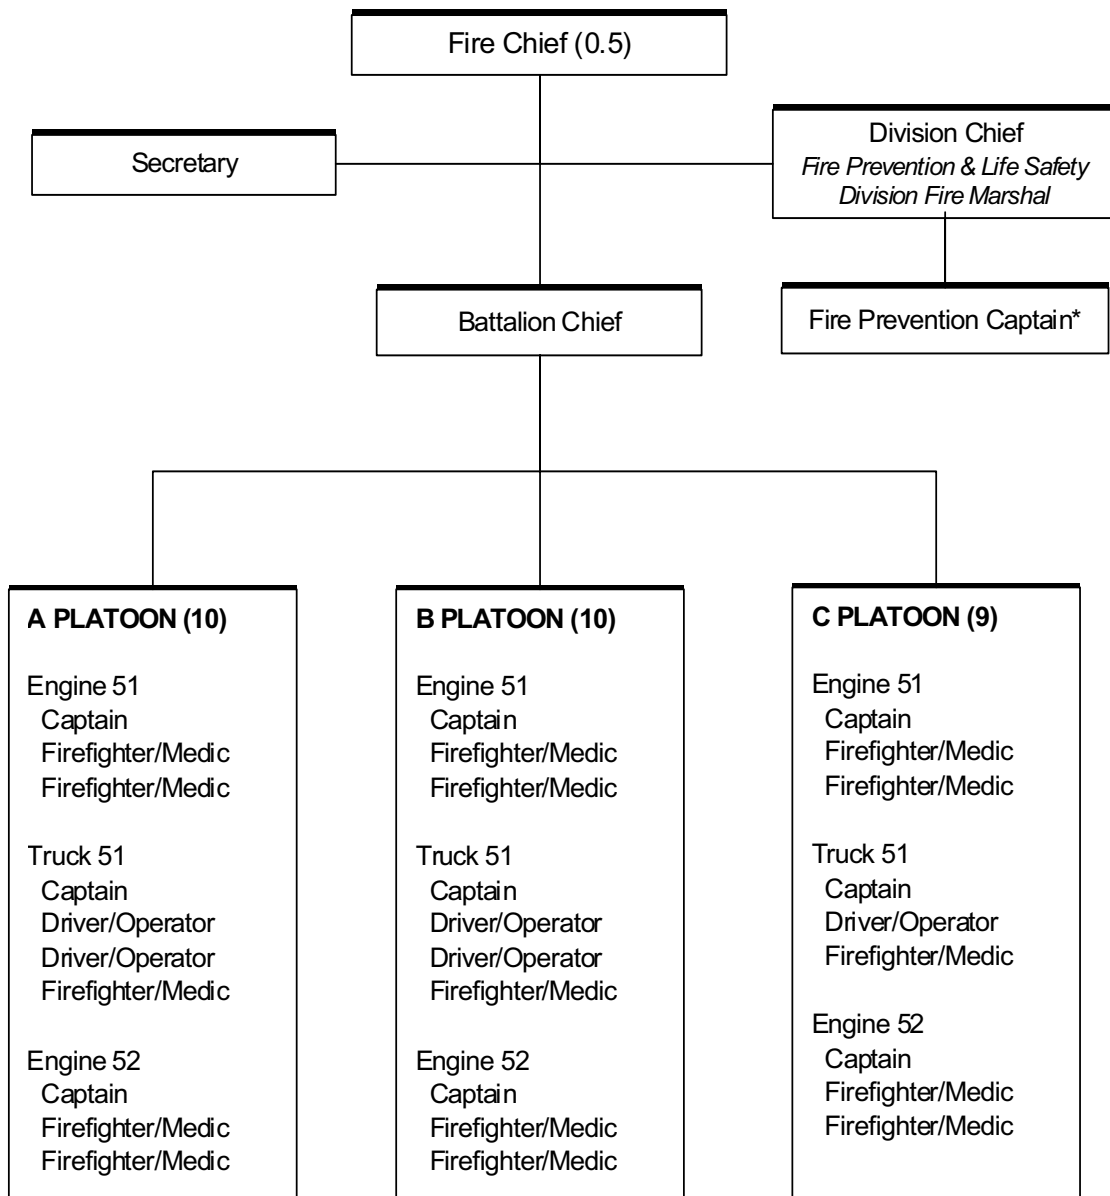 Fire Chief (0.5)
Secretary
Division Chief
Fire Prevention & Life Safety
Division Fire Marshal
Battalion Chief
Fire Prevention Captain*
A PLATOON (10)
Engine 51
Captain
Firefighter/Medic
Firefighter/Medic
Truck 51
Captain
Driver/Operator
Driver/Operator
Firefighter/Medic
Engine 52
Captain
Firefighter/Medic
Firefighter/Medic
B PLATOON (10)
Engine 51
Captain
Firefighter/Medic
Firefighter/Medic
Truck 51
Captain
Driver/Operator
Driver/Operator
Firefighter/Medic
Engine 52
Captain
Firefighter/Medic
Firefighter/Medic
C PLATOON (9)
Engine 51
Captain
Firefighter/Medic
Firefighter/Medic
Truck 51
Captain
Driver/Operator
Firefighter/Medic
Engine 52
Captain
Firefighter/Medic
Firefighter/Medic